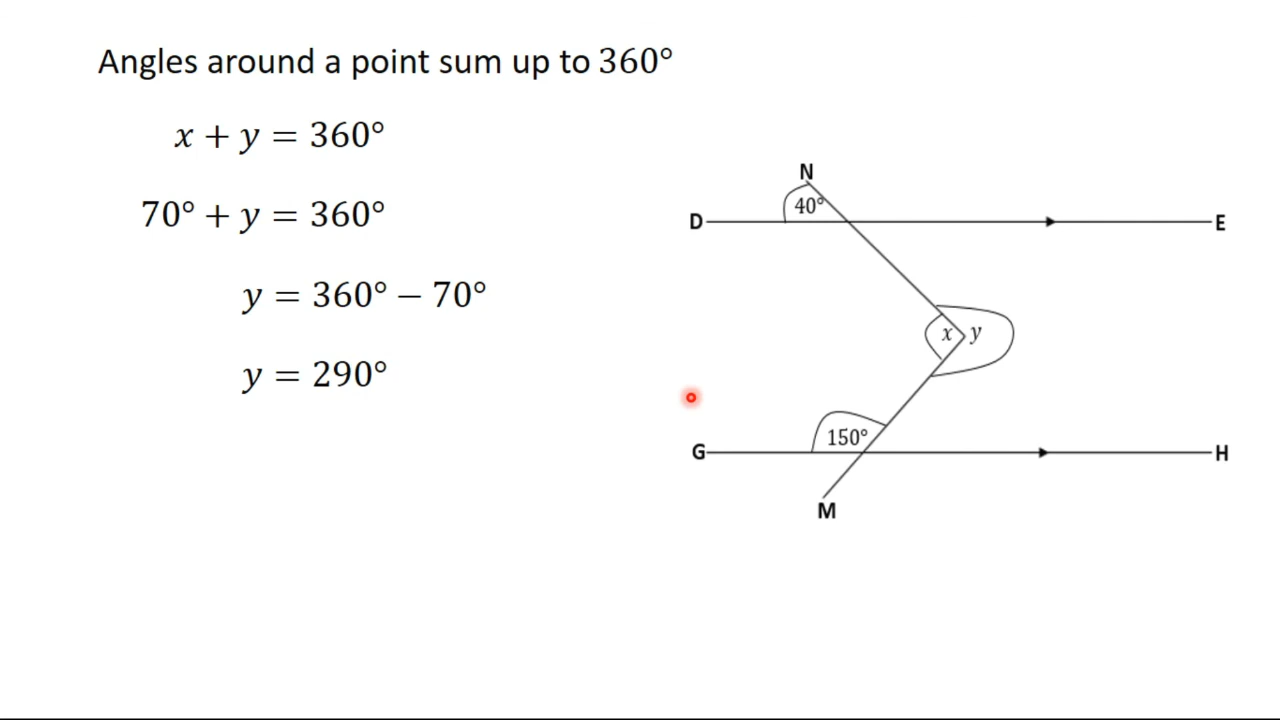 Angles around a point sum up to 360°
x + y = 360°
70° + y = 360°
y = 360° − 70°
y = 290°
N
40°
D
E
x
y
150°
G
H
M